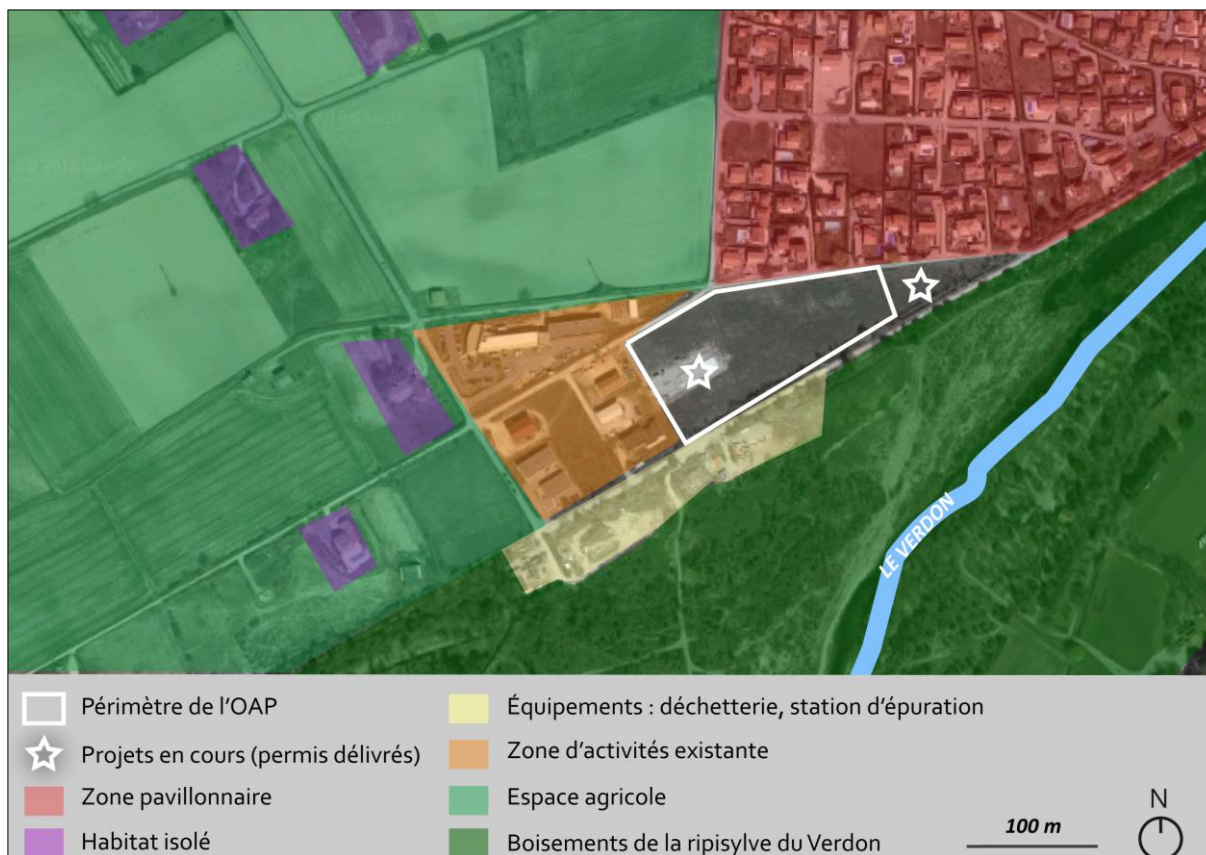 LE VERDON
Périmètre de l'OAP
Projets en cours (permis délivrés)
Zone pavillonnaire
Habitat isolé
Équipements : déchetterie, station d'épuration
Zone d'activités existante
Espace agricole
Boisements de la ripisylve du Verdon
100 m
N